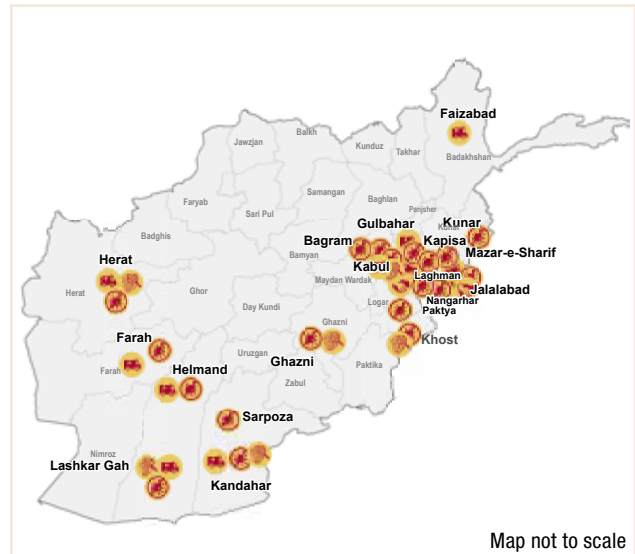 Faizabad
Balkh
Jawzjan
Kunduz
Takhar
Badakhshan
Faryab
Samangan
Baghlan
Sari Pul
Panjsher
Gulbahar
Kunar
Badghis
Bagram
Kapisa
Mazar-e-Sharif
Herat
Bamyan
Kabul
Laghman
Maydan Wardak
Jalalabad
Herat
Ghor
Nangarhar
Day Kundi
Logar
Paktya
Ghazni
Farah
Khost
Uruzgan
Ghazni
Farah
Helmand
Paktika
Zabul
Sarpoza
Nimroz
Lashkar Gah
Kandahar
Map not to scale